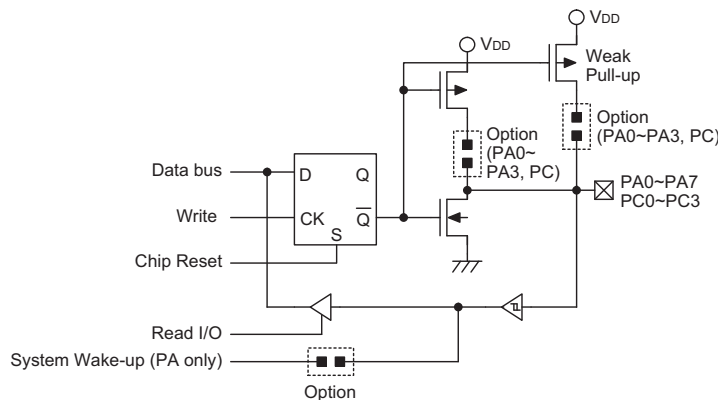 VDD
VDD
Weak
Pull-up
Option
(PA0~PA3, PC)
Option
(PA0~
PA3, PC)
Data bus
D
Q
PA0~PA7
PC0~PC3
Write
CK
Q
S
Chip Reset
Read I/O
System Wake-up (PA only)
Option